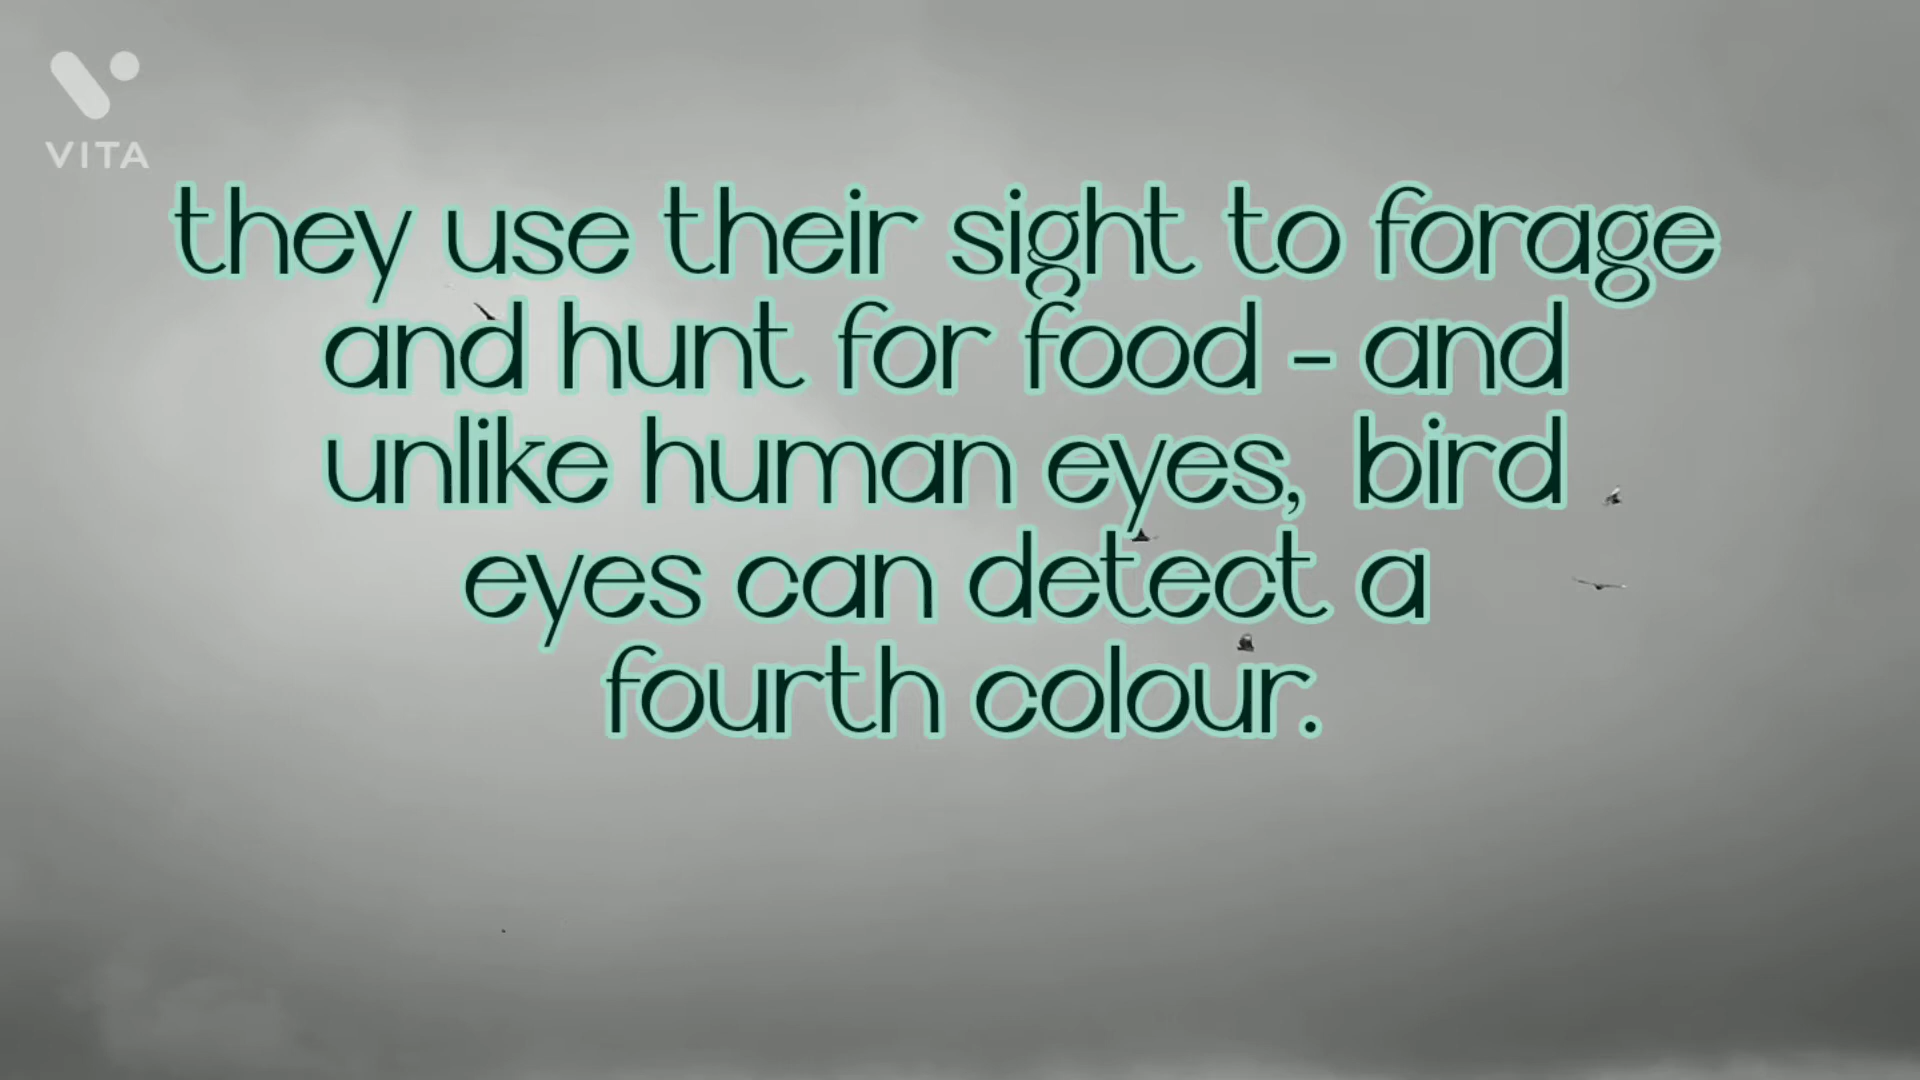 VITA
they use their sight to forage
and hunt for food - and
unlike human eyes, bird
eyes can detect a
fourth colour.